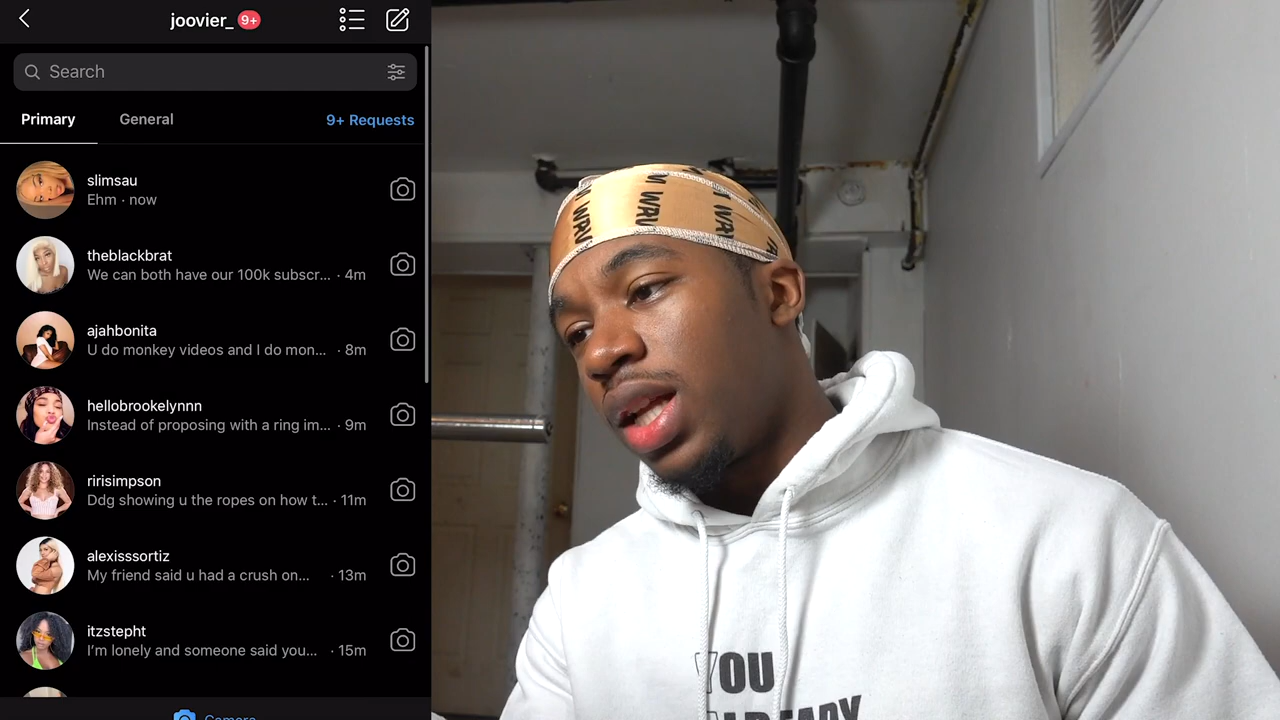 joovier_ 9+
Search
Primary General 9+ Requests
slimsau
Ehm · now
theblackbrat
We can both have our 100k subscr... · 4m
ajahbonita
U do monkey videos and I do mon... · 8m
hellobrookelynnn
Instead of proposing with a ring im... · 9m
ririsimpson
Ddg showing u the ropes on how t... · 11m
alexisssortiz
My friend said u had a crush on... · 13m
itzstepht
I'm lonely and someone said you... · 15m
Camera
YOU
ALREADY